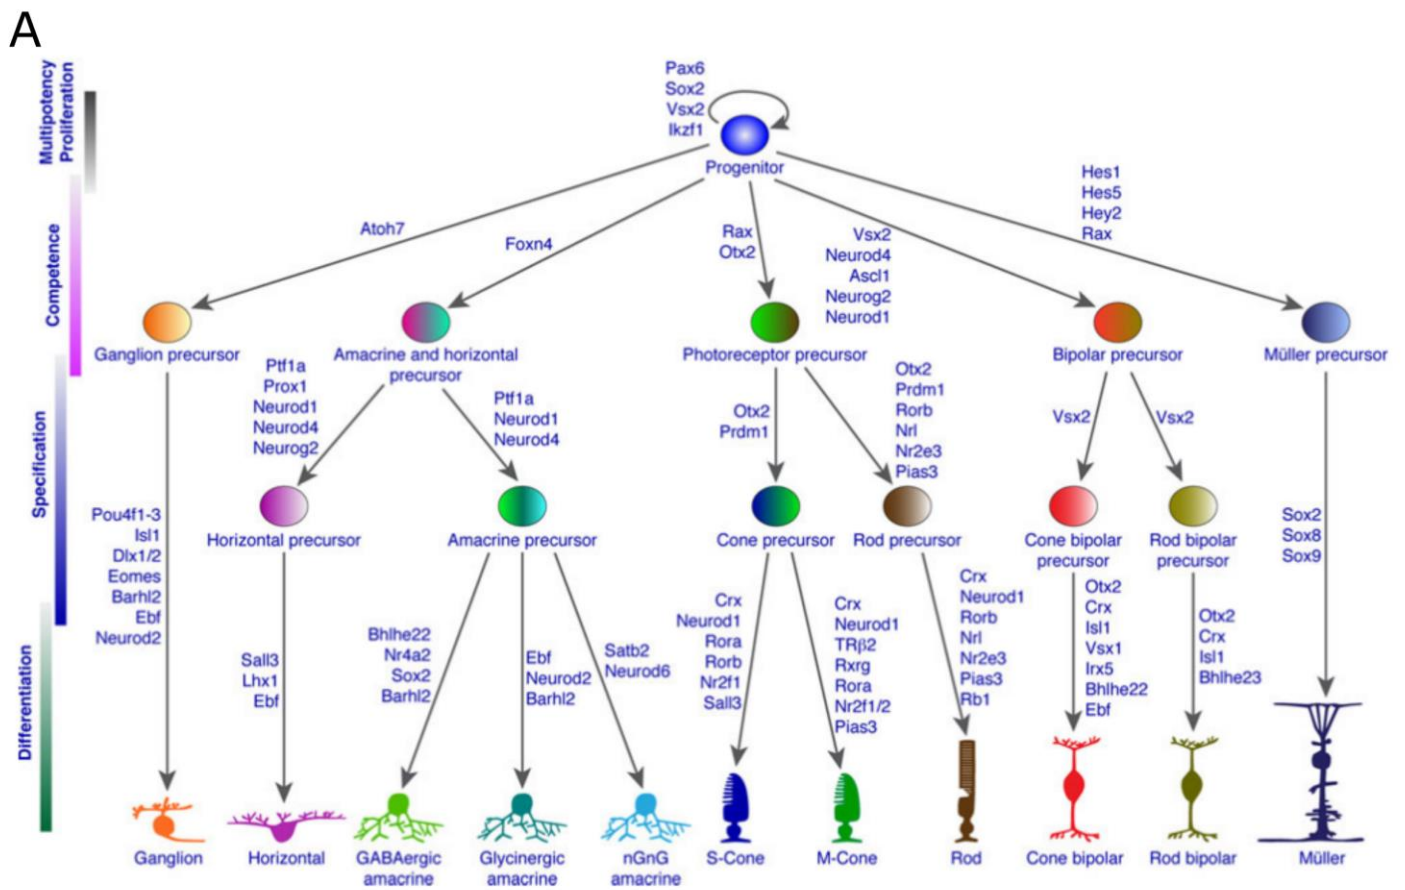 A
Multipotency
Proliferation
Competence
Specification
Differentiation
Pax6
Sox2
Vsx2
Ikzf1
Progenitor
Atoh7
Foxn4
Rax
Otx2
Vsx2
Neurod4
Ascl1
Neurog2
Neurod1
Hes1
Hes5
Hey2
Rax
Ganglion precursor
Amacrine and horizontal
precursor
Photoreceptor precursor
Bipolar precursor
Müller precursor
Ptf1a
Prox1
Neurod1
Neurod4
Neurog2
Ptf1a
Neurod1
Neurod4
Otx2
Prdm1
Otx2
Prdm1
Rorb
Nrl
Nr2e3
Pias3
Vsx2
Vsx2
Horizontal precursor
Amacrine precursor
Cone precursor
Rod precursor
Cone bipolar
precursor
Rod bipolar
precursor
Pou4f1-3
Isl1
Dlx1/2
Eomes
Barhl2
Ebf
Neurod2
Sall3
Lhx1
Ebf
Bhlhe22
Nr4a2
Sox2
Barhl2
Ebf
Neurod2
Barhl2
Satb2
Neurod6
Crx
Neurod1
Rora
Rorb
Nr2f1
Sall3
Crx
Neurod1
TRβ2
Rxrg
Rora
Nr2f1/2
Pias3
Crx
Neurod1
Rorb
Nrl
Nr2e3
Pias3
Rb1
Otx2
Crx
Isl1
Vsx1
Irx5
Bhlhe22
Ebf
Otx2
Crx
Isl1
Bhlhe23
Sox2
Sox8
Sox9
Ganglion
Horizontal
GABAergic
amacrine
Glycinergic
amacrine
nGnG
amacrine
S-Cone
M-Cone
Rod
Cone bipolar
Rod bipolar
Müller